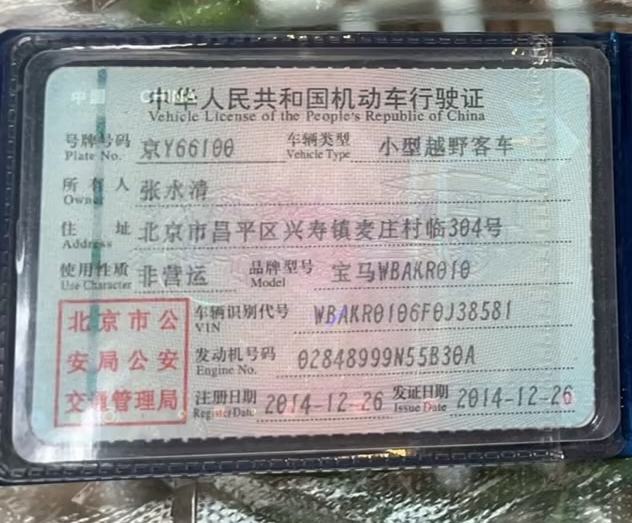 中国 CHINA
中华人民共和国机动车行驶证
Vehicle License of the People's Republic of China
号牌号码 京Y66100 车辆类型 小型越野客车
Plate No. Vehicle Type
所有人 张永清
Owner
住址 北京市昌平区兴寿镇麦庄村临304号
Address
使用性质 非营运 品牌型号 宝马WBAKR010
Use Character Model
北京市公 车辆识别代号 WBAKR0106F0J38581
VIN
安局公安 发动机号码 02848999N55B30A
Engine No.
交通管理局 注册日期 2014-12-26 发证日期 2014-12-26
Register Date Issue Date